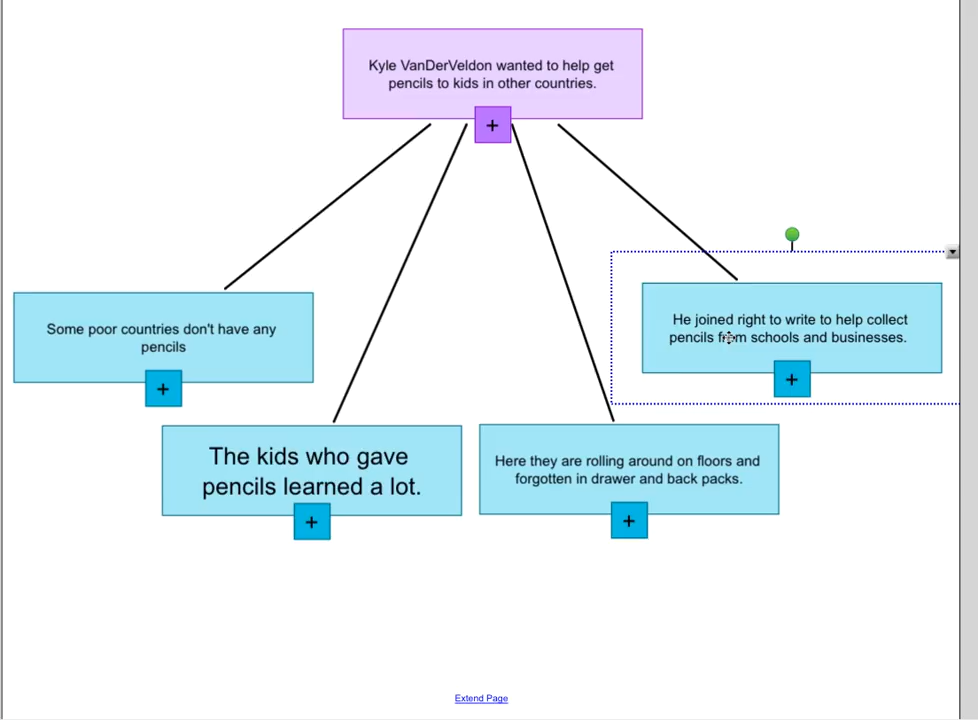 Kyle VanDerVeldon wanted to help get
pencils to kids in other countries.
+
He joined right to write to help collect
pencils from schools and businesses.
+
Some poor countries don't have any
pencils
+
The kids who gave
pencils learned a lot.
+
Here they are rolling around on floors and
forgotten in drawer and back packs.
+
Extend Page